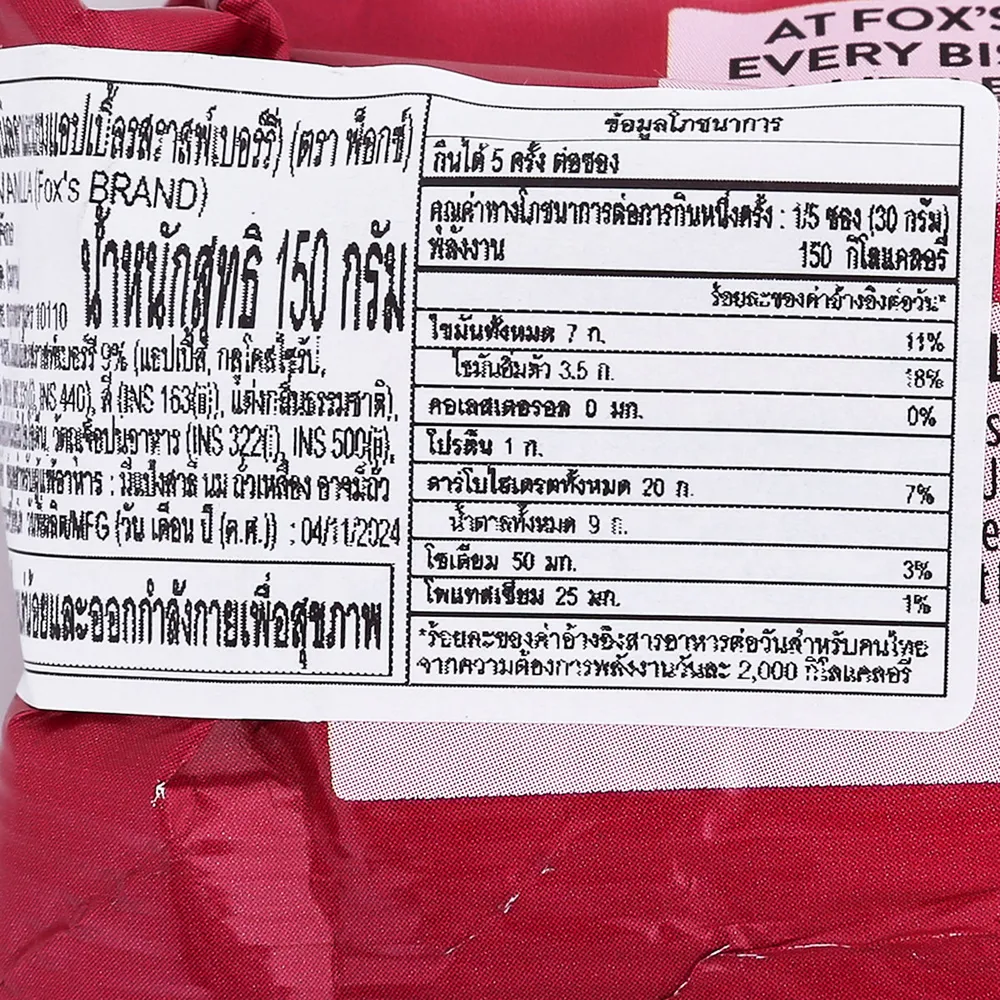 AT FOX'S
EVERY BIS
แอปเปิ้ลรสราสพ์เบอร์รี่) (ตรา ฟ็อกซ์)
(Fox's BRAND)
น้ำหนักสุทธิ 150 กรัม
10110
9% (แอปเปิ้ล, กลูโคสไซรัป,
INS 440), สี (INS 163(ii)), แต่งกลิ่นธรรมชาติ),
(INS 322(i), INS 500(ii)),
: มีแป้งสาลี นม ถั่วเหลือง อาจมีถั่ว
MFG (วัน เดือน ปี (ค.ศ.)) : 04/11/2024
และออกกำลังกายเพื่อสุขภาพ
ข้อมูลโภชนาการ
กินได้ 5 ครั้ง ต่อซอง
คุณค่าทางโภชนาการต่อการกินหนึ่งครั้ง : 1/5 ซอง (30 กรัม)
พลังงาน 150 กิโลแคลอรี
ร้อยละของค่าอ้างอิงต่อวัน*
ไขมันทั้งหมด 7 ก. 11%
ไขมันอิ่มตัว 3.5 ก. 18%
คอเลสเตอรอล 0 มก. 0%
โปรตีน 1 ก.
คาร์โบไฮเดรตทั้งหมด 20 ก. 7%
น้ำตาลทั้งหมด 9 ก.
โซเดียม 50 มก. 3%
โพแทสเซียม 25 มก. 1%
*ร้อยละของค่าอ้างอิงสารอาหารต่อวันสำหรับคนไทย
จากความต้องการพลังงานวันละ 2,000 กิโลแคลอรี